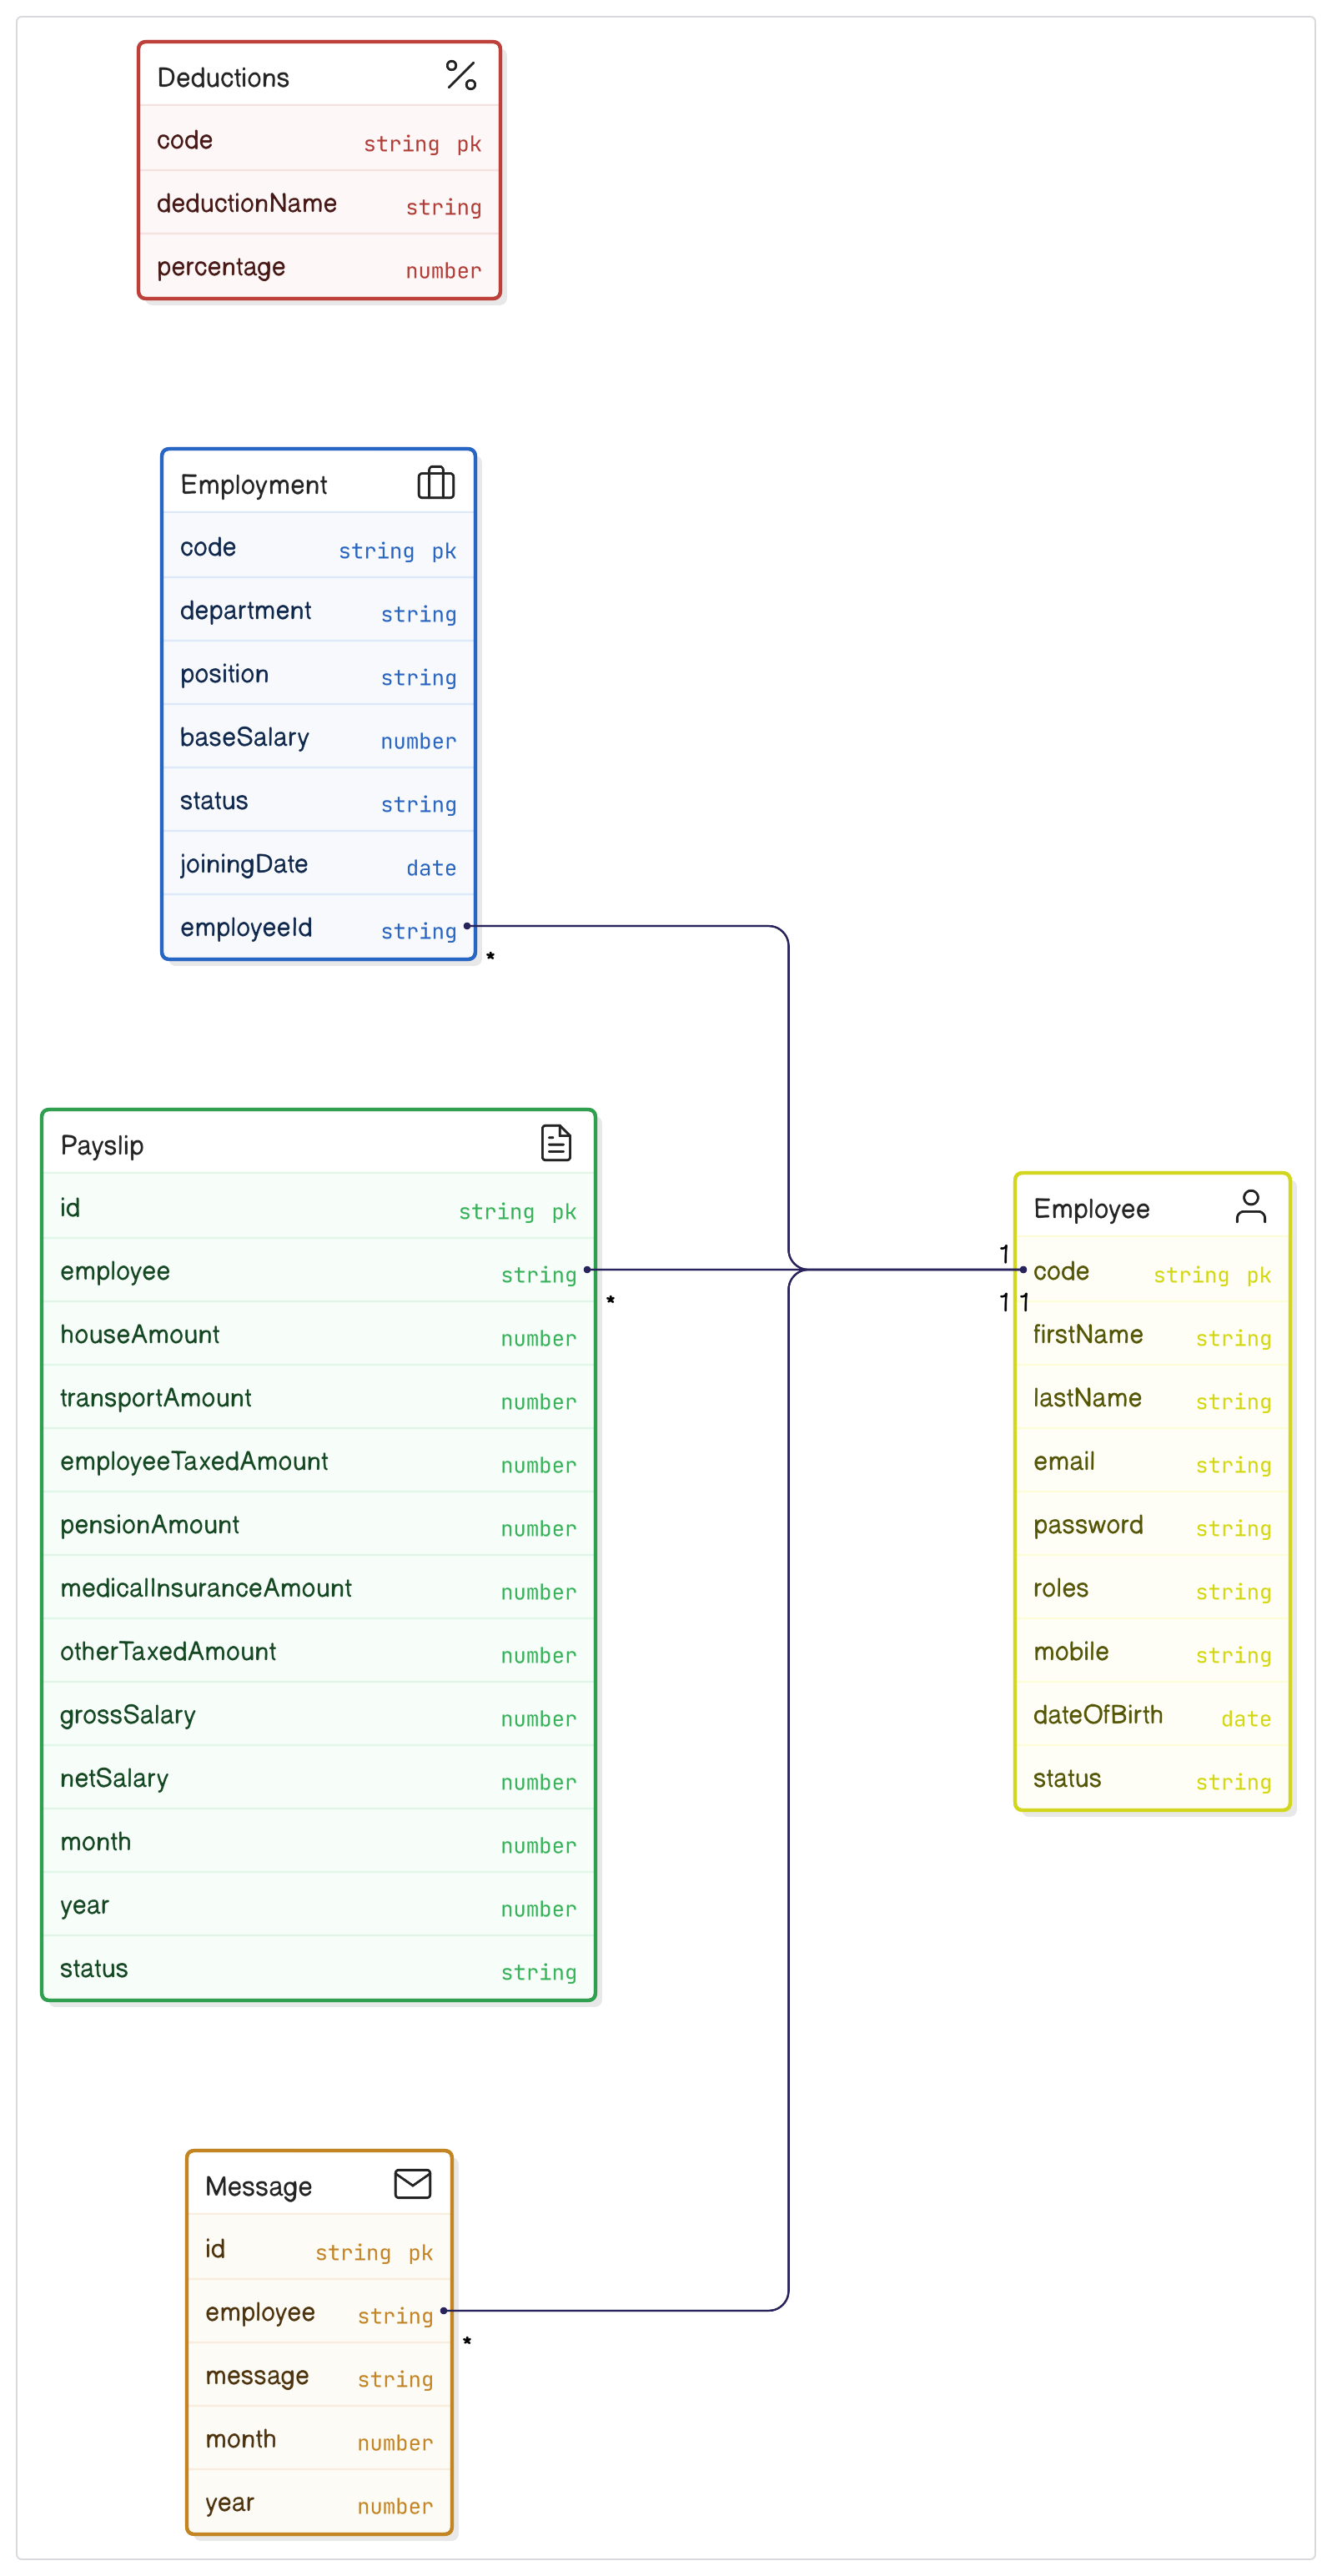 Deductions
code string pk
deductionName string
percentage number
Employment
code string pk
department string
position string
baseSalary number
status string
joiningDate date
employeeId string
*
Payslip
id string pk
employee string
*
houseAmount number
transportAmount number
employeeTaxedAmount number
pensionAmount number
medicalInsuranceAmount number
otherTaxedAmount number
grossSalary number
netSalary number
month number
year number
status string
Employee
1
code string pk
1 1
firstName string
lastName string
email string
password string
roles string
mobile string
dateOfBirth date
status string
Message
id string pk
employee string
*
message string
month number
year number